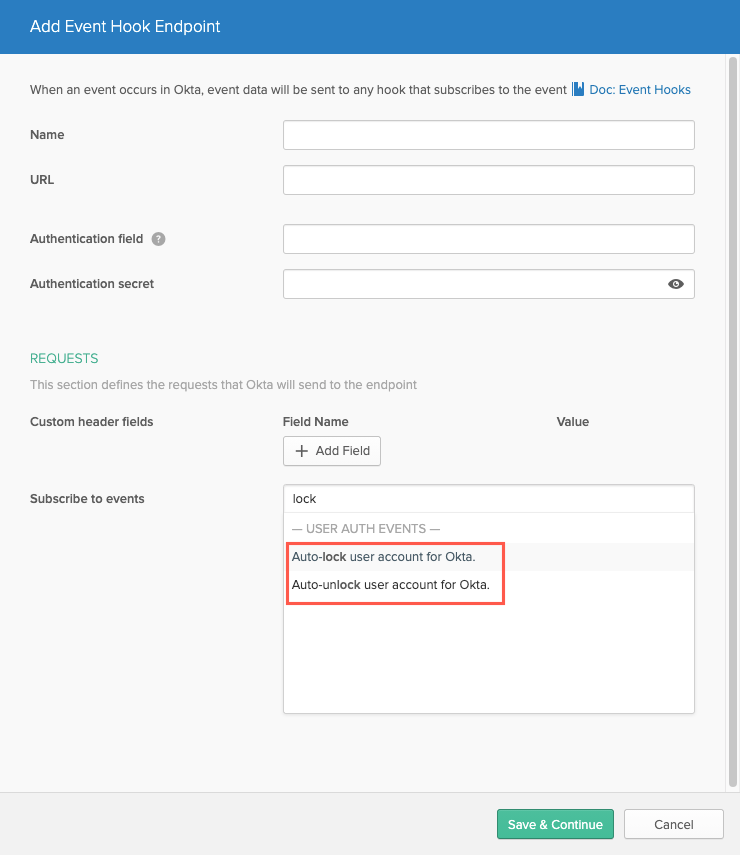 Add Event Hook Endpoint
When an event occurs in Okta, event data will be sent to any hook that subscribes to the event Doc: Event Hooks
Name
URL
Authentication field ?
Authentication secret
REQUESTS
This section defines the requests that Okta will send to the endpoint
Custom header fields Field Name Value
+ Add Field
Subscribe to events lock
— USER AUTH EVENTS —
Auto-lock user account for Okta.
Auto-unlock user account for Okta.
Save & Continue Cancel